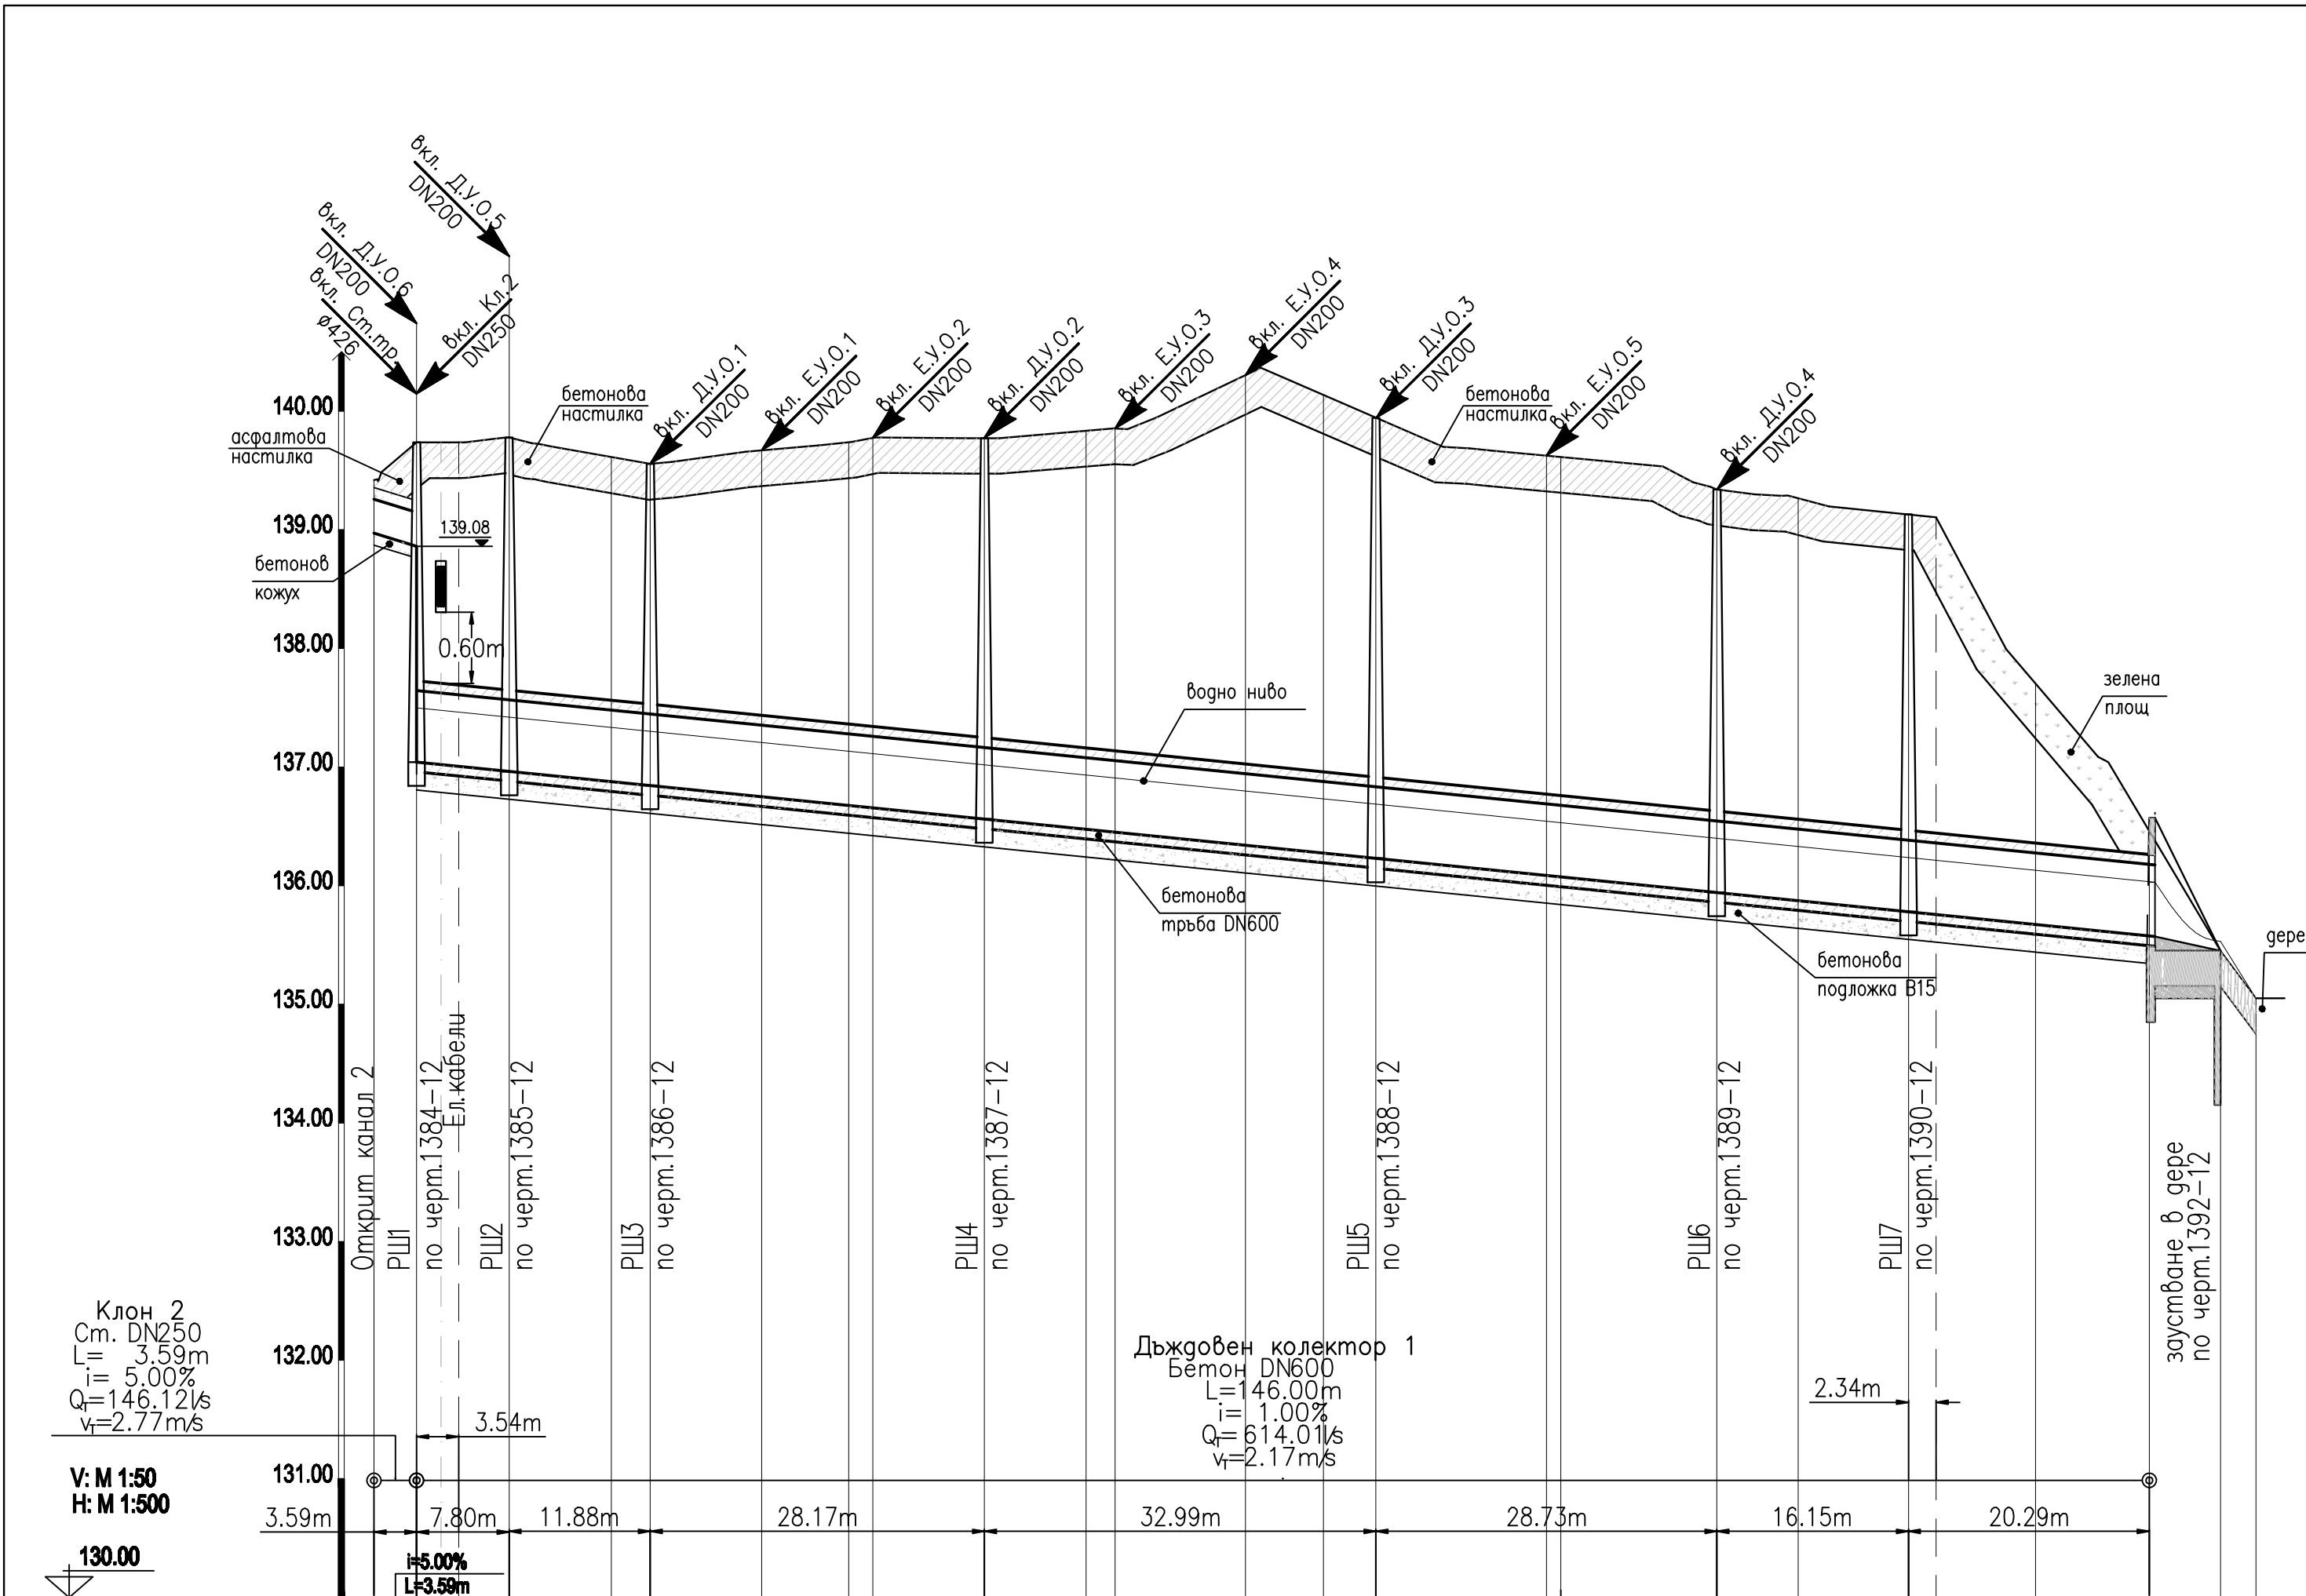 вкл. Д.У.О.5
DN200
вкл. Д.У.О.6
DN200
вкл. Ст.тр.
ø426
вкл. Кл.2
DN250
вкл. Д.У.О.1
DN200
вкл. Е.У.О.1
DN200
вкл. Е.У.О.2
DN200
вкл. Д.У.О.2
DN200
вкл. Е.У.О.3
DN200
вкл. Е.У.О.4
DN200
вкл. Д.У.О.3
DN200
вкл. Е.У.О.5
DN200
вкл. Д.У.О.4
DN200
бетонова
настилка
бетонова
настилка
асфалтова
настилка
бетонов
кожух
139.08
0.60m
водно ниво
зелена
площ
бетонова
тръба DN600
бетонова
подложка В15
дере
140.00
139.00
138.00
137.00
136.00
135.00
134.00
133.00
132.00
131.00
130.00
Открит канал 2
РШ1
по черт.1384-12
Ел.кабели
РШ2
по черт.1385-12
РШ3
по черт.1386-12
РШ4
по черт.1387-12
РШ5
по черт.1388-12
РШ6
по черт.1389-12
РШ7
по черт.1390-12
заустване в дере
по черт.1392-12
Клон 2
Ст. DN250
L= 3.59m
i= 5.00%
Qт=146.12l/s
vт=2.77m/s
Дъждовен колектор 1
Бетон DN600
L=146.00m
i= 1.00%
Qт=614.01l/s
vт=2.17m/s
3.54m
2.34m
V: M 1:50
H: M 1:500
3.59m
7.80m
11.88m
28.17m
32.99m
28.73m
16.15m
20.29m
i=5.00%
L=3.59m